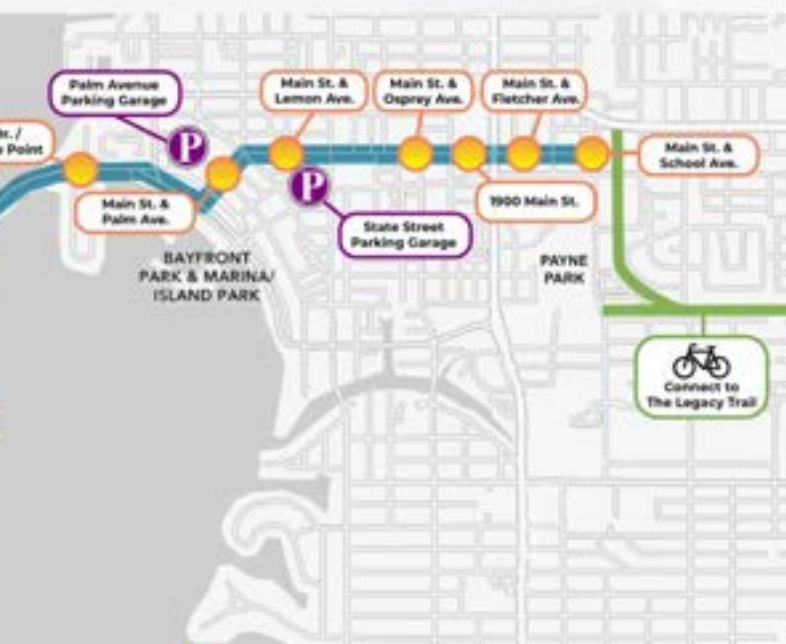 Palm Avenue
Parking Garage
Main St. &
Lemon Ave.
Main St. &
Osprey Ave.
Main St. &
Fletcher Ave.
/
Point
P
Main St. &
School Ave.
Main St. &
Palm Ave.
P
1900 Main St.
State Street
Parking Garage
BAYFRONT
PARK & MARINA/
ISLAND PARK
PAYNE
PARK
Connect to
The Legacy Trail